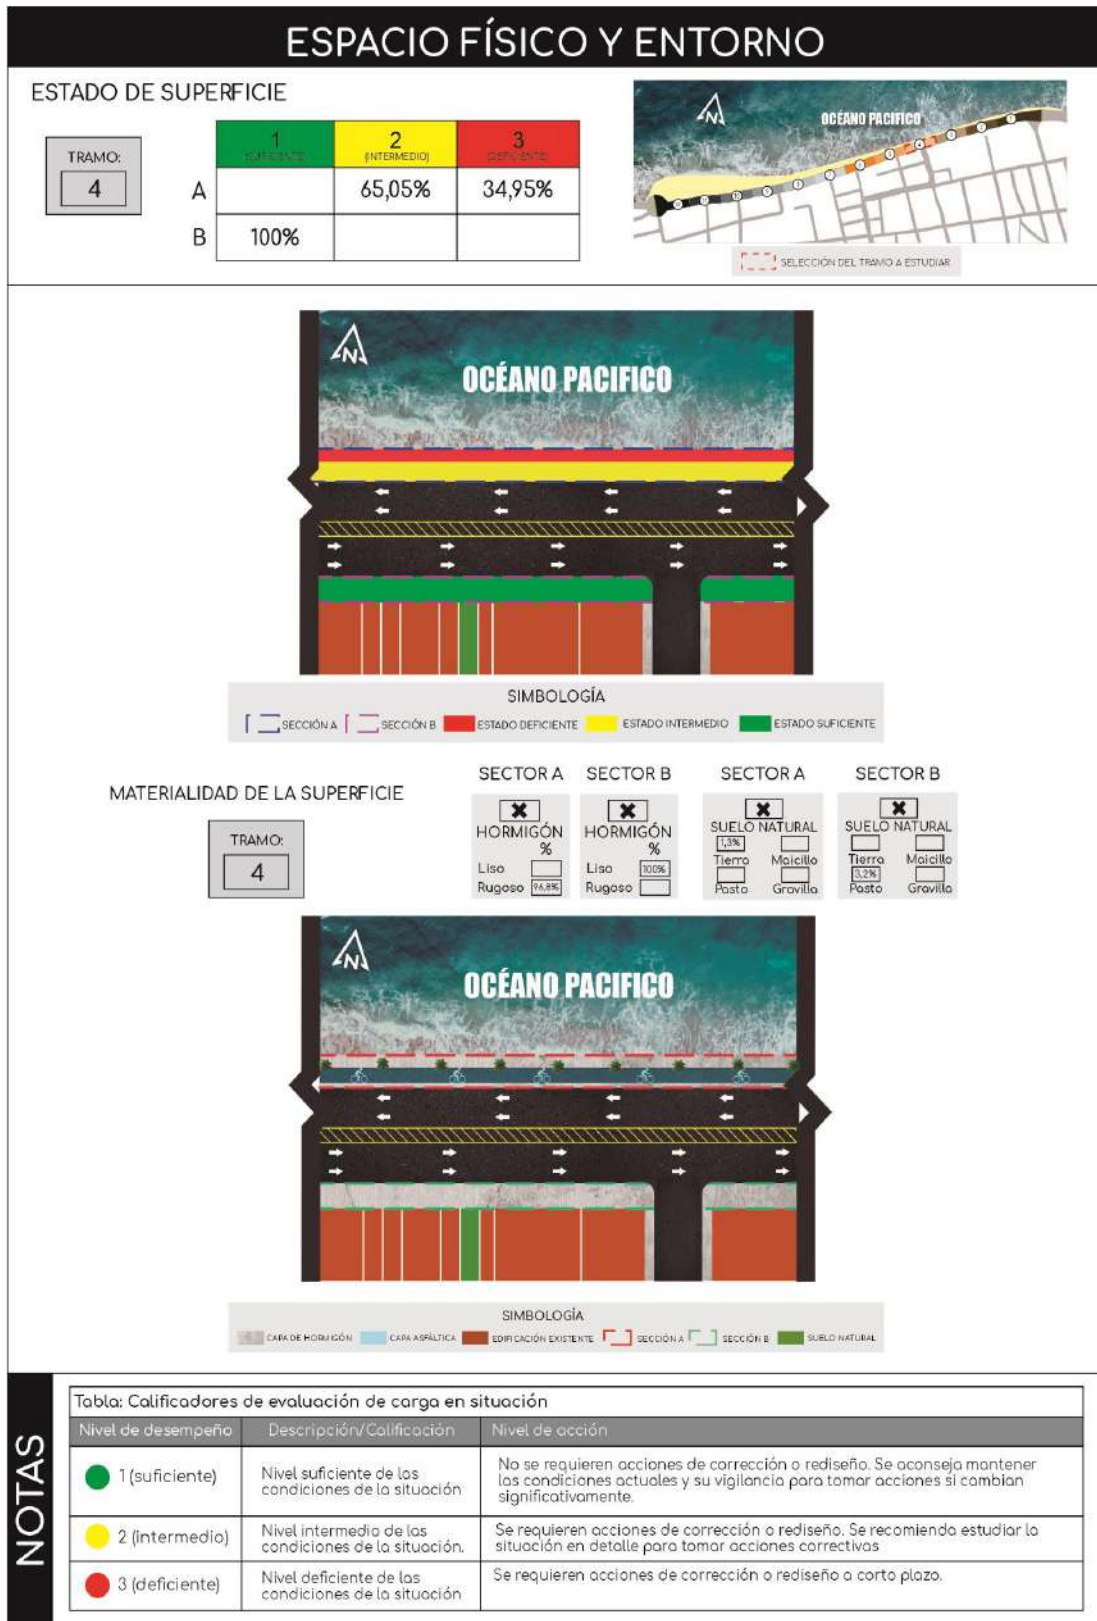 ESPACIO FÍSICO Y ENTORNO
ESTADO DE SUPERFICIE
TRAMO:
4
1
(SUFICIENTE)
2
(INTERMEDIO)
3
(DEFICIENTE)
A
65,05%
34,95%
B
100%
OCÉANO PACIFICO
SELECCIÓN DEL TRAMO A ESTUDIAR
N
OCÉANO PACIFICO
SIMBOLOGÍA
SECCIÓN A
SECCIÓN B
ESTADO DEFICIENTE
ESTADO INTERMEDIO
ESTADO SUFICIENTE
MATERIALIDAD DE LA SUPERFICIE
TRAMO:
4
SECTOR A
HORMIGÓN
%
Liso
Rugoso 96,8%
SECTOR B
HORMIGÓN
%
Liso 100%
Rugoso
SECTOR A
SUELO NATURAL
1,3%
Tierra Maicillo
Pasto Gravilla
SECTOR B
SUELO NATURAL
Tierra Maicillo
3,2%
Pasto Gravilla
N
OCÉANO PACIFICO
SIMBOLOGÍA
CAPA DE HORMIGÓN
CAPA ASFÁLTICA
EDIFICACIÓN EXISTENTE
SECCIÓN A
SECCIÓN B
SUELO NATURAL
NOTAS
Tabla: Calificadores de evaluación de carga en situación
Nivel de desempeño
Descripción/Calificación
Nivel de acción
1 (suficiente)
Nivel suficiente de las
condiciones de la situación
No se requieren acciones de corrección o rediseño. Se aconseja mantener
las condiciones actuales y su vigilancia para tomar acciones si cambian
significativamente.
2 (intermedio)
Nivel intermedio de las
condiciones de la situación.
Se requieren acciones de corrección o rediseño. Se recomienda estudiar la
situación en detalle para tomar acciones correctivas
3 (deficiente)
Nivel deficiente de las
condiciones de la situación
Se requieren acciones de corrección o rediseño a corto plazo.